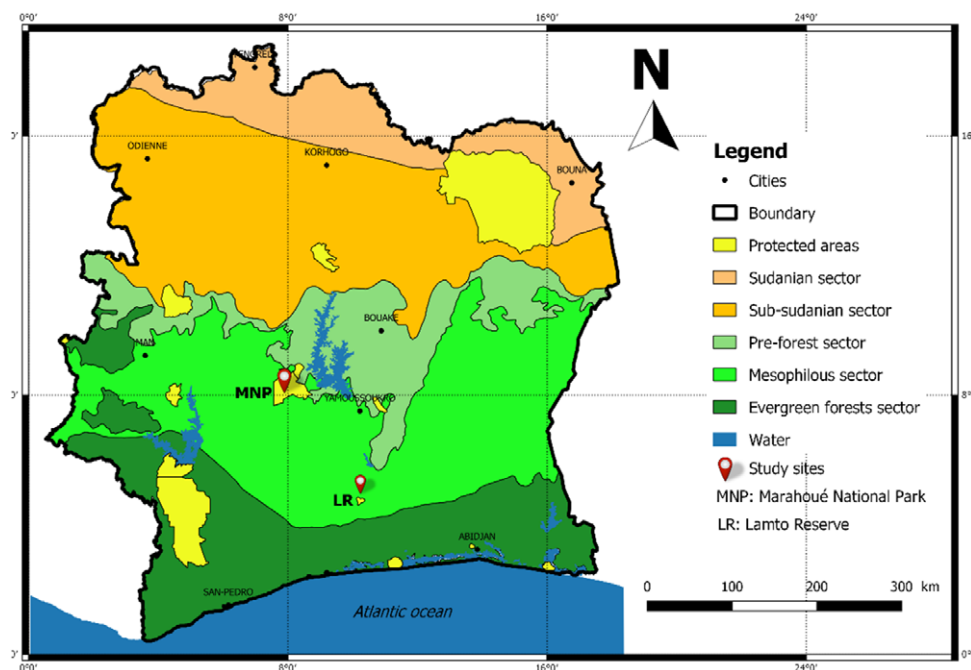 0°0'
8°0'
16°0'
24°0'
N
ODIENNE
KORHOGO
BOUNA
BOUAKE
MAN
MNP
YAMOUSSOUKRO
LR
ABIDJAN
SAN-PEDRO
Atlantic ocean
Legend
Cities
Boundary
Protected areas
Sudanian sector
Sub-sudanian sector
Pre-forest sector
Mesophilous sector
Evergreen forests sector
Water
Study sites
MNP: Marahoué National Park
LR: Lamto Reserve
0 100 200 300 km
0°0'
8°0'
16°0'
24°0'